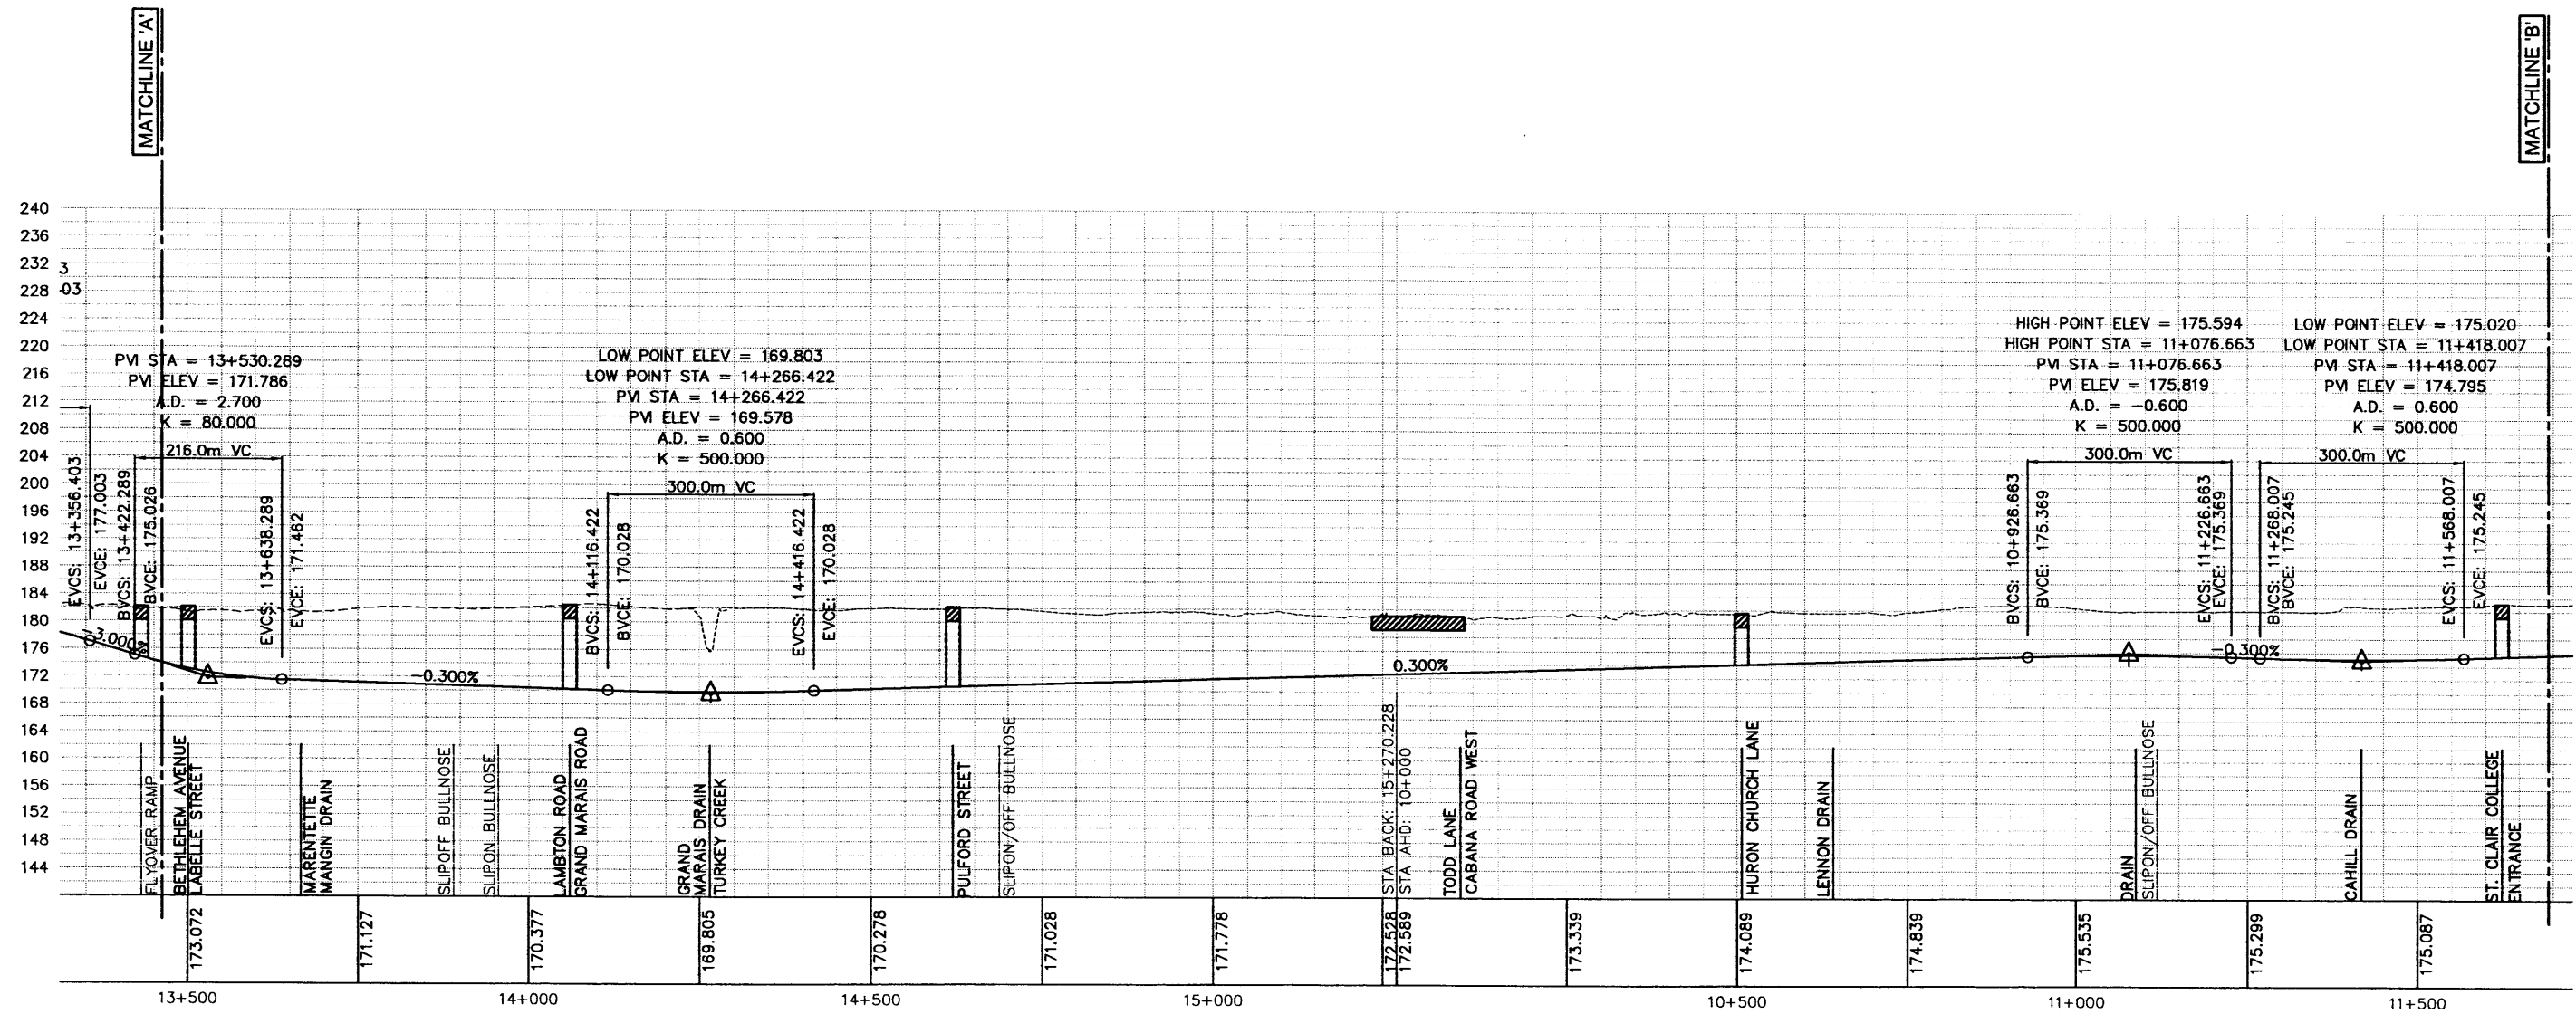 MATCHLINE 'A'
MATCHLINE 'B'
240
236
232
228
224
220
216
212
208
204
200
196
192
188
184
180
176
172
168
164
160
156
152
148
144
3
03
PVI STA = 13+530.289
PVI ELEV = 171.786
A.D. = 2.700
K = 80.000
216.0m VC
EVCS: 13+356.403
EVCE: 177.003
BVCS: 13+422.289
BVCE: 175.026
EVCS: 13+638.289
EVCE: 171.462
LOW POINT ELEV = 169.803
LOW POINT STA = 14+266.422
PVI STA = 14+266.422
PVI ELEV = 169.578
A.D. = 0.600
K = 500.000
300.0m VC
BVCS: 14+116.422
BVCE: 170.028
EVCS: 14+416.422
EVCE: 170.028
HIGH POINT ELEV = 175.594
HIGH POINT STA = 11+076.663
PVI STA = 11+076.663
PVI ELEV = 175.819
A.D. = -0.600
K = 500.000
300.0m VC
BVCS: 10+926.663
BVCE: 175.369
EVCS: 11+226.663
EVCE: 175.369
LOW POINT ELEV = 175.020
LOW POINT STA = 11+418.007
PVI STA = 11+418.007
PVI ELEV = 174.795
A.D. = 0.600
K = 500.000
300.0m VC
BVCS: 11+268.007
BVCE: 175.245
EVCS: 11+568.007
EVCE: 175.245
-3.000%
-0.300%
0.300%
-0.300%
FLYOVER RAMP
BETHLEHEM AVENUE
LABELLE STREET
MARENTETTE
MANGIN DRAIN
SLIPOFF BULLNOSE
SLIPON BULLNOSE
LAMBTON ROAD
GRAND MARAIS ROAD
GRAND
MARAIS DRAIN
TURKEY CREEK
PULFORD STREET
SLIPON/OFF BULLNOSE
STA BACK: 15+270.228
STA AHD: 10+000
TODD LANE
CABANA ROAD WEST
HURON CHURCH LANE
LENNON DRAIN
DRAIN
SLIPON/OFF BULLNOSE
CAHILL DRAIN
ST. CLAIR COLLEGE
ENTRANCE
173.072
171.127
170.377
169.805
170.278
171.028
171.778
172.528
172.589
173.339
174.089
174.839
175.535
175.299
175.087
13+500
14+000
14+500
15+000
10+500
11+000
11+500